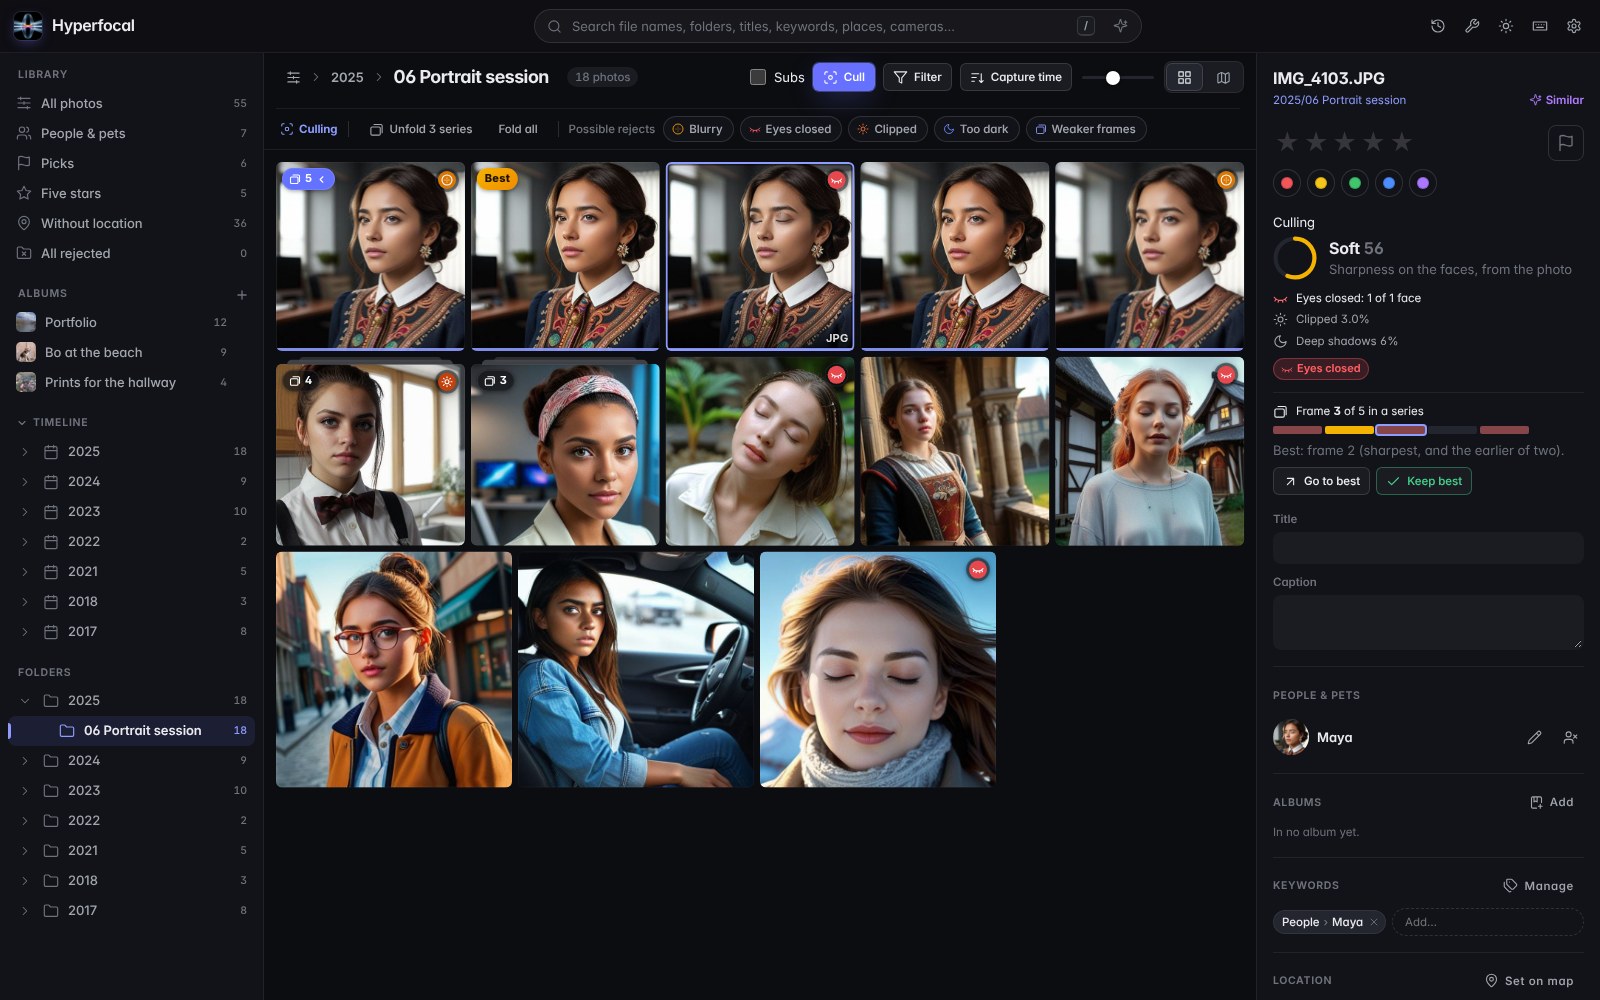 Hyperfocal
Search file names, folders, titles, keywords, places, cameras... /
LIBRARY
All photos 55
People & pets 7
Picks 6
Five stars 5
Without location 36
All rejected 0
ALBUMS
Portfolio 12
Bo at the beach 9
Prints for the hallway 4
TIMELINE
2025 18
2024 9
2023 10
2022 2
2021 5
2018 3
2017 8
FOLDERS
2025 18
06 Portrait session 18
2024 9
2023 10
2022 2
2021 5
2018 3
2017 8
2025 06 Portrait session 18 photos
Subs Cull Filter Capture time
Culling Unfold 3 series Fold all Possible rejects Blurry Eyes closed Clipped Too dark Weaker frames
5 Best
JPG
4 3
IMG_4103.JPG
2025/06 Portrait session Similar
Culling
Soft 56
Sharpness on the faces, from the photo
Eyes closed: 1 of 1 face
Clipped 3.0%
Deep shadows 6%
Eyes closed
Frame 3 of 5 in a series
Best: frame 2 (sharpest, and the earlier of two).
Go to best Keep best
Title
Caption
PEOPLE & PETS
Maya
ALBUMS Add
In no album yet.
KEYWORDS Manage
People › Maya × Add...
LOCATION Set on map